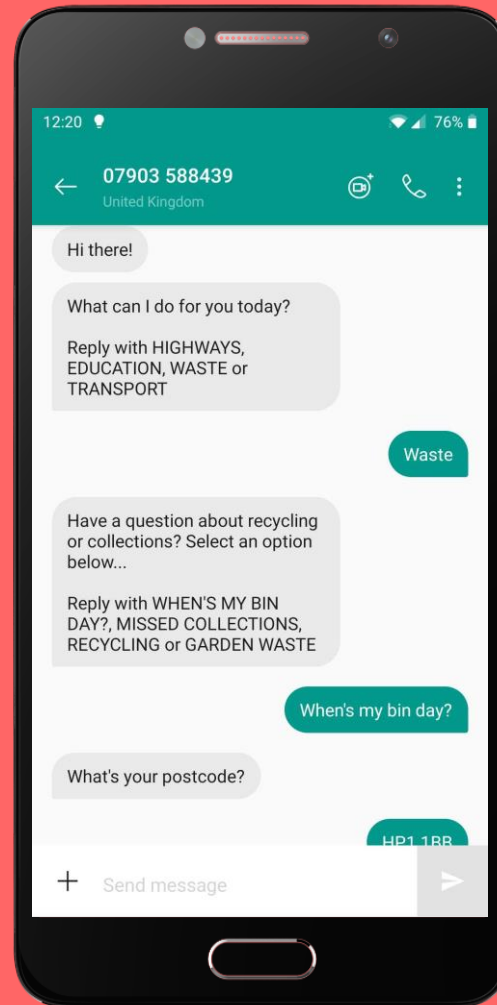 12:20 76%
07903 588439
United Kingdom
Hi there!
What can I do for you today?
Reply with HIGHWAYS,
EDUCATION, WASTE or
TRANSPORT
Waste
Have a question about recycling
or collections? Select an option
below...
Reply with WHEN'S MY BIN
DAY?, MISSED COLLECTIONS,
RECYCLING or GARDEN WASTE
When's my bin day?
What's your postcode?
HP1 1BB
Send message